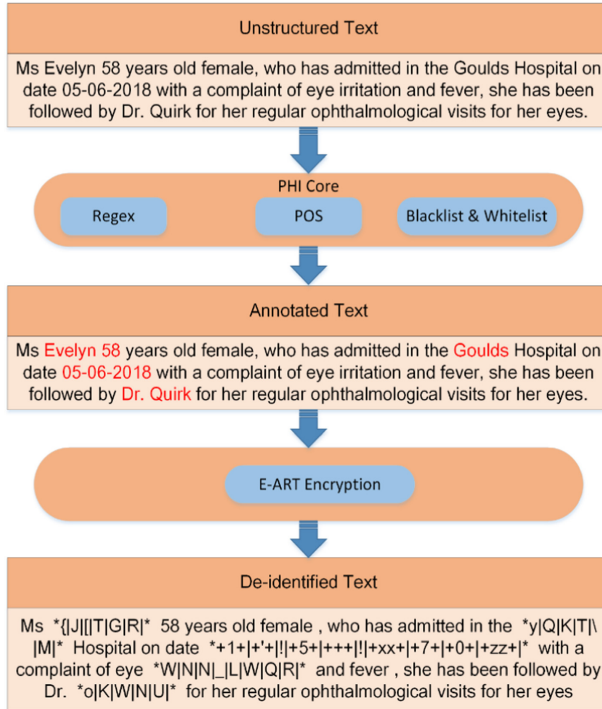 Unstructured Text
Ms Evelyn 58 years old female, who has admitted in the Goulds Hospital on
date 05-06-2018 with a complaint of eye irritation and fever, she has been
followed by Dr. Quirk for her regular ophthalmological visits for her eyes.
PHI Core
Regex
POS
Blacklist & Whitelist
Annotated Text
Ms Evelyn 58 years old female, who has admitted in the Goulds Hospital on
date 05-06-2018 with a complaint of eye irritation and fever, she has been
followed by Dr. Quirk for her regular ophthalmological visits for her eyes.
E-ART Encryption
De-identified Text
Ms *{|J|[|T|G|R|* 58 years old female , who has admitted in the *y|Q|K|T|\
|M|* Hospital on date *+1+|+'+|!|+5+|+++|!|+xx+|+7+|+0+|+zz+|* with a
complaint of eye *W|N|N|_|L|W|Q|R|* and fever , she has been followed by
Dr. *o|K|W|N|U|* for her regular ophthalmological visits for her eyes